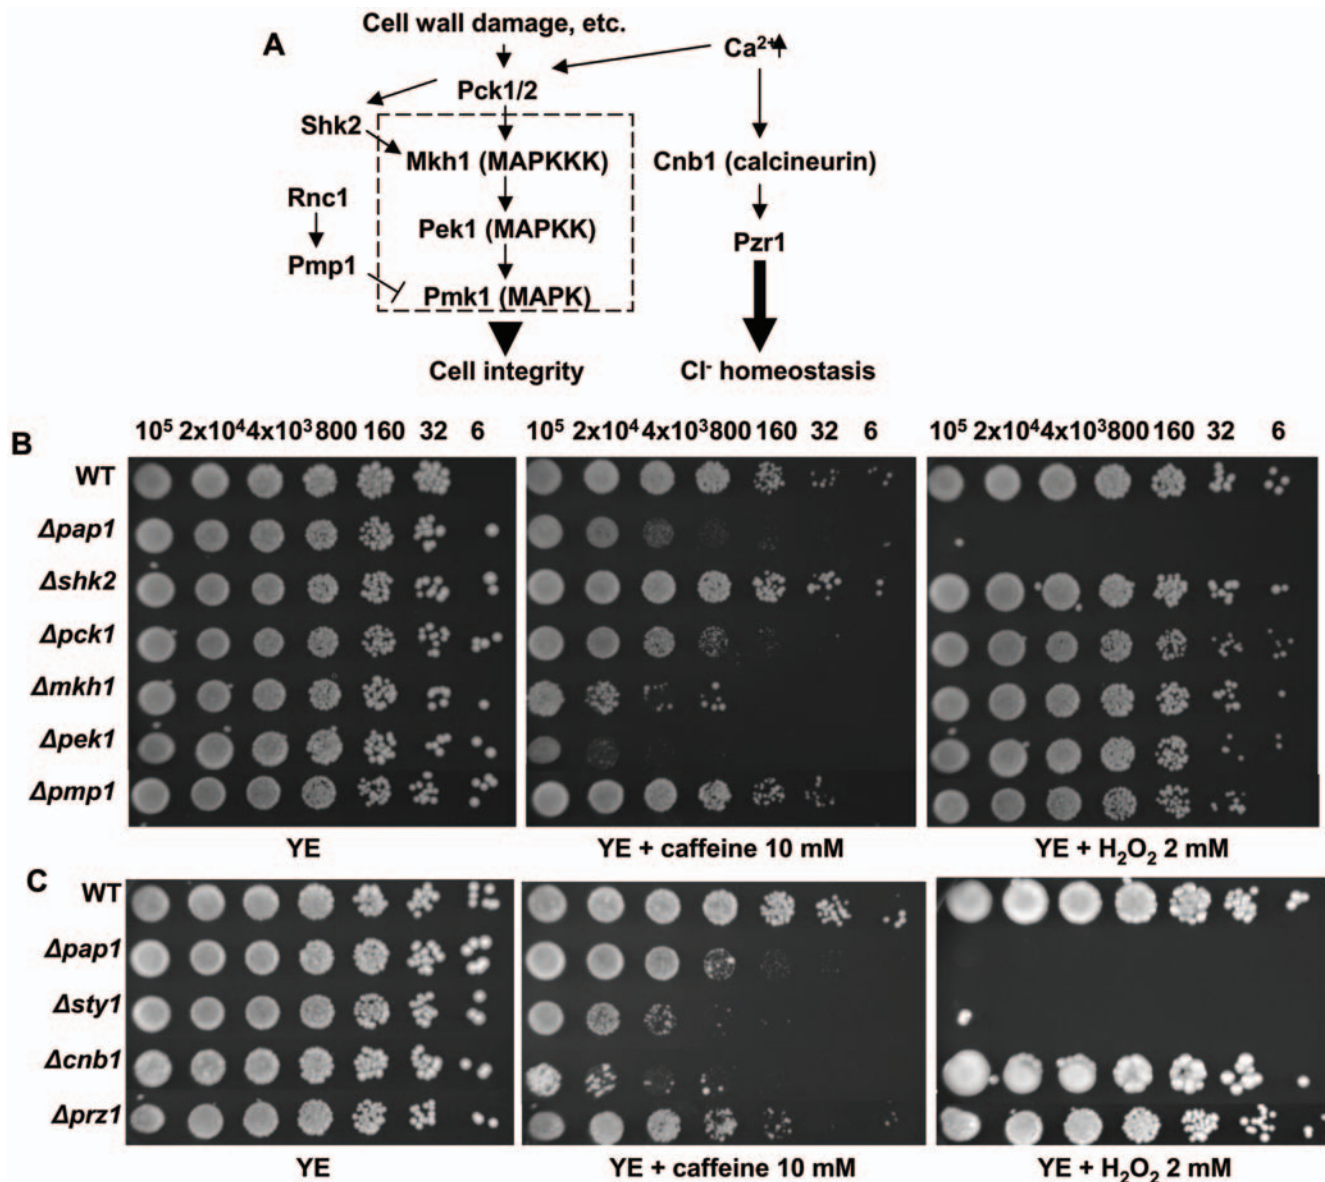 A
Cell wall damage, etc.
Ca²⁺
Pck1/2
Shk2
Mkh1 (MAPKKK)
Cnb1 (calcineurin)
Rnc1
Pek1 (MAPKK)
Pzr1
Pmp1
Pmk1 (MAPK)
Cell integrity
Cl⁻ homeostasis
B
10⁵ 2x10⁴ 4x10³ 800 160 32 6
10⁵ 2x10⁴ 4x10³ 800 160 32 6
10⁵ 2x10⁴ 4x10³ 800 160 32 6
WT
Δpap1
Δshk2
Δpck1
Δmkh1
Δpek1
Δpmp1
YE
YE + caffeine 10 mM
YE + H₂O₂ 2 mM
C
WT
Δpap1
Δsty1
Δcnb1
Δprz1
YE
YE + caffeine 10 mM
YE + H₂O₂ 2 mM